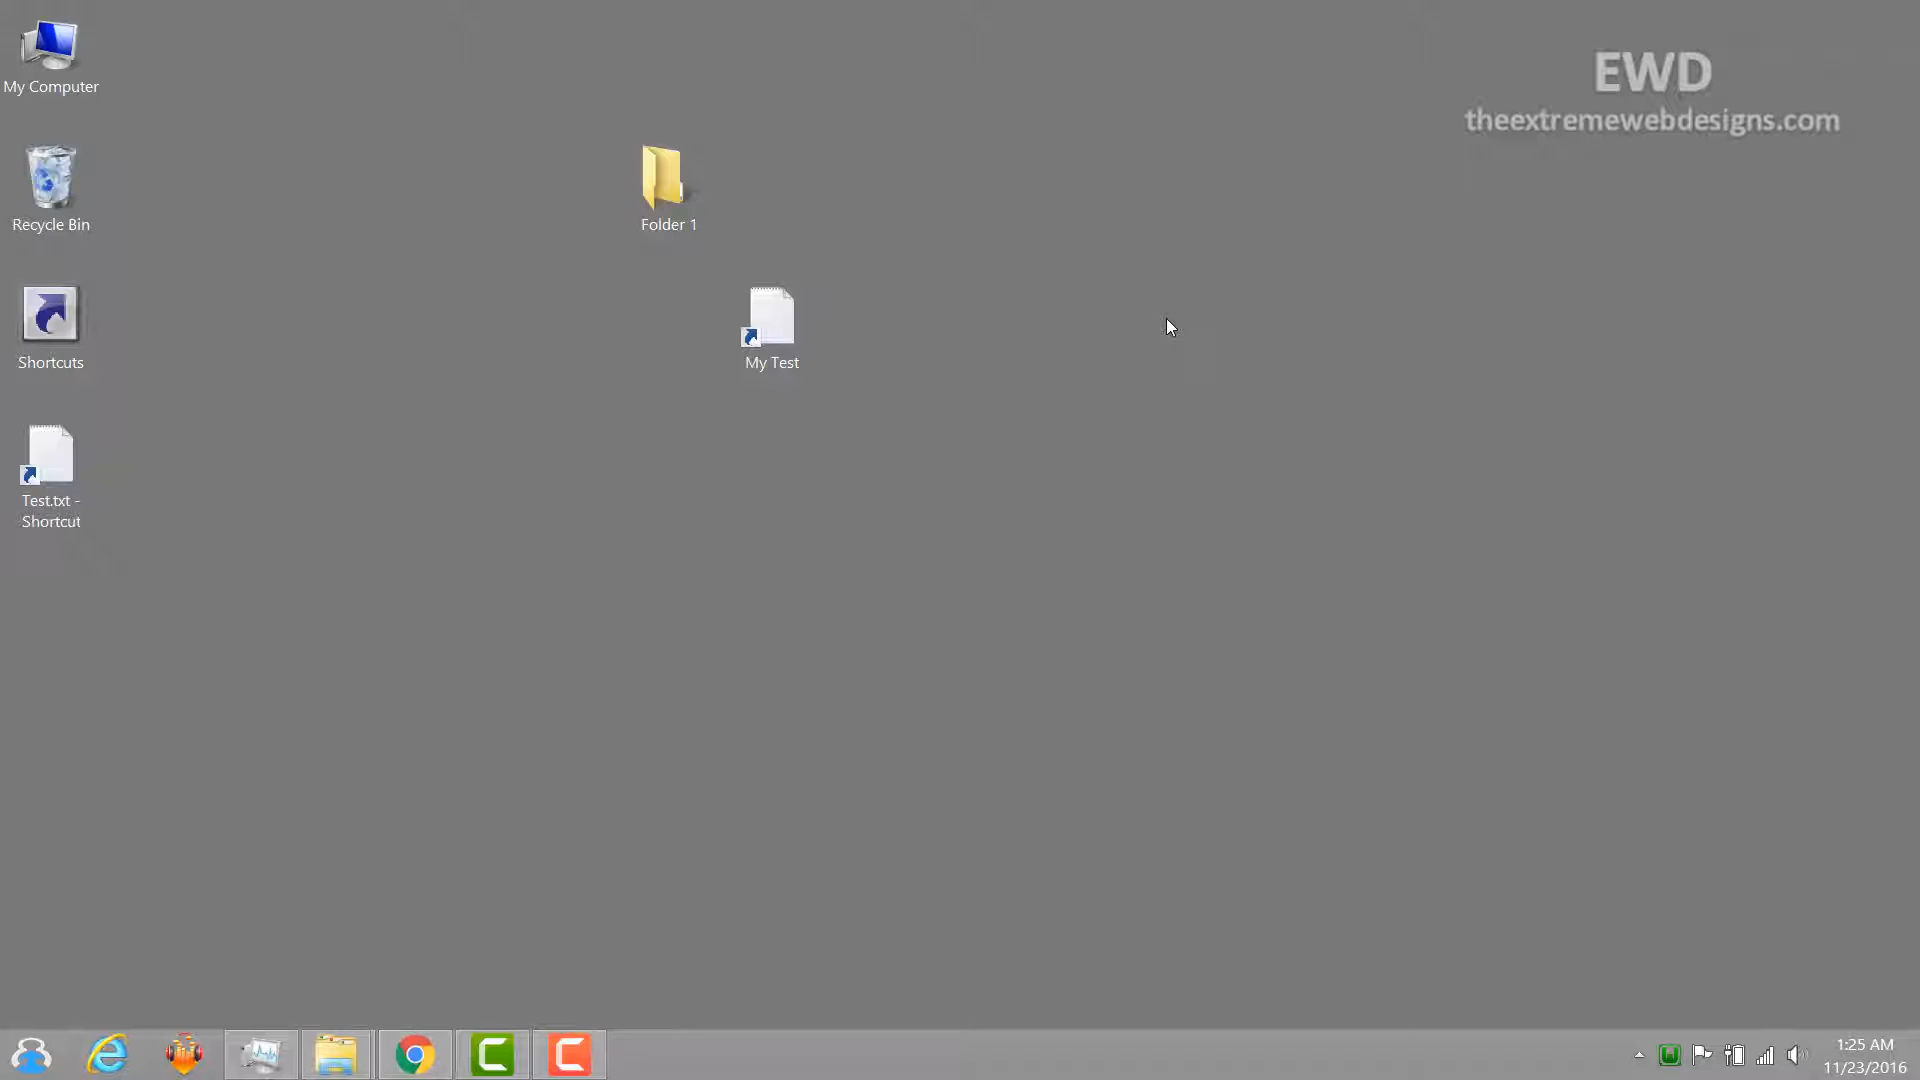 My Computer
EWD
theextremewebdesigns.com
Recycle Bin
Folder 1
Shortcuts
My Test
Test.txt -
Shortcut
1:25 AM
11/23/2016